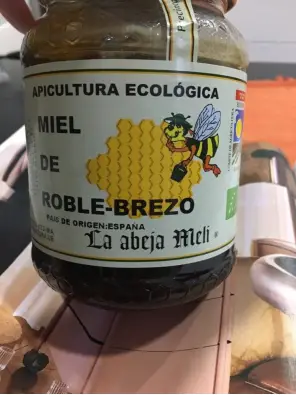 APICULTURA ECOLÓGICA
MIEL
DE
ROBLE-BREZO
PAIS DE ORIGEN:ESPAÑA
La abeja Meli